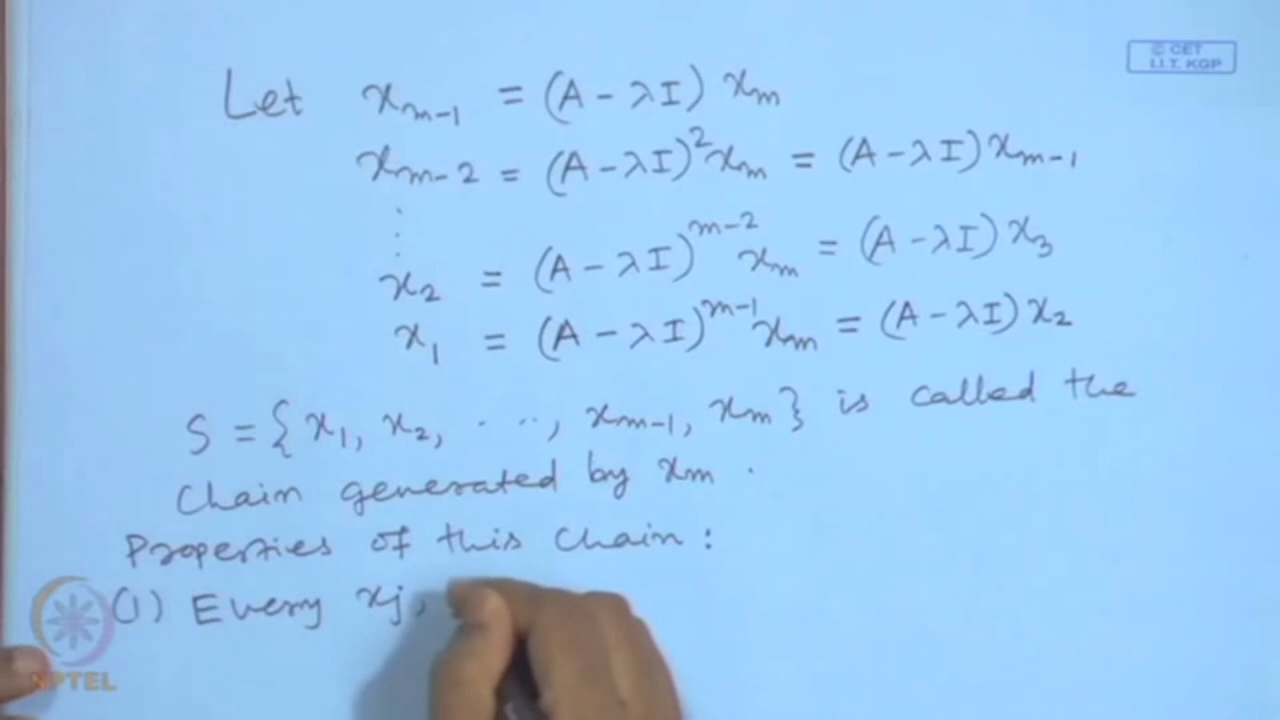 © CET
I.I.T. KGP
Let x_{m-1} = (A - λI) x_m
x_{m-2} = (A - λI)^2 x_m = (A - λI) x_{m-1}
⋮
x_2 = (A - λI)^{m-2} x_m = (A - λI) x_3
x_1 = (A - λI)^{m-1} x_m = (A - λI) x_2
S = {x_1, x_2, ..., x_{m-1}, x_m} is called the
Chain generated by x_m.
Properties of this chain:
(1) Every x_j,
NPTEL